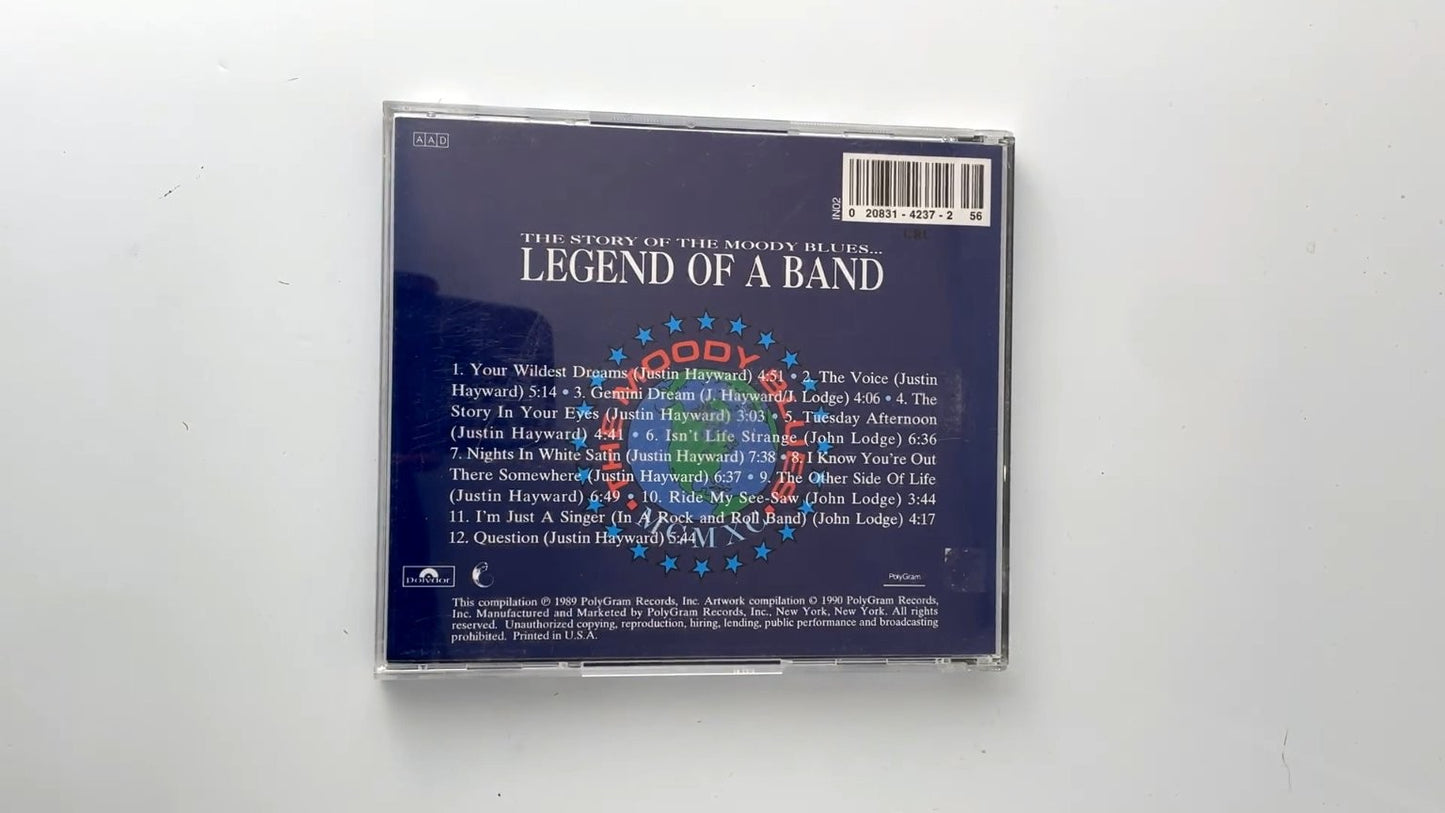 AAD
IN02
0 20831-4237-2 56
CRC
THE STORY OF THE MOODY BLUES...
LEGEND OF A BAND
THE MOODY BLUES
MCMXC
1. Your Wildest Dreams (Justin Hayward) 4:51 • 2. The Voice (Justin
Hayward) 5:14 • 3. Gemini Dream (J. Hayward/J. Lodge) 4:06 • 4. The
Story In Your Eyes (Justin Hayward) 3:03 • 5. Tuesday Afternoon
(Justin Hayward) 4:41 • 6. Isn't Life Strange (John Lodge) 6:36
7. Nights In White Satin (Justin Hayward) 7:38 • 8. I Know You're Out
There Somewhere (Justin Hayward) 6:37 • 9. The Other Side Of Life
(Justin Hayward) 6:49 • 10. Ride My See-Saw (John Lodge) 3:44
11. I'm Just A Singer (In A Rock and Roll Band) (John Lodge) 4:17
12. Question (Justin Hayward) 5:44
Polydor
PolyGram
This compilation ℗ 1989 PolyGram Records, Inc. Artwork compilation © 1990 PolyGram Records,
Inc. Manufactured and Marketed by PolyGram Records, Inc., New York, New York. All rights
reserved. Unauthorized copying, reproduction, hiring, lending, public performance and broadcasting
prohibited. Printed in U.S.A.